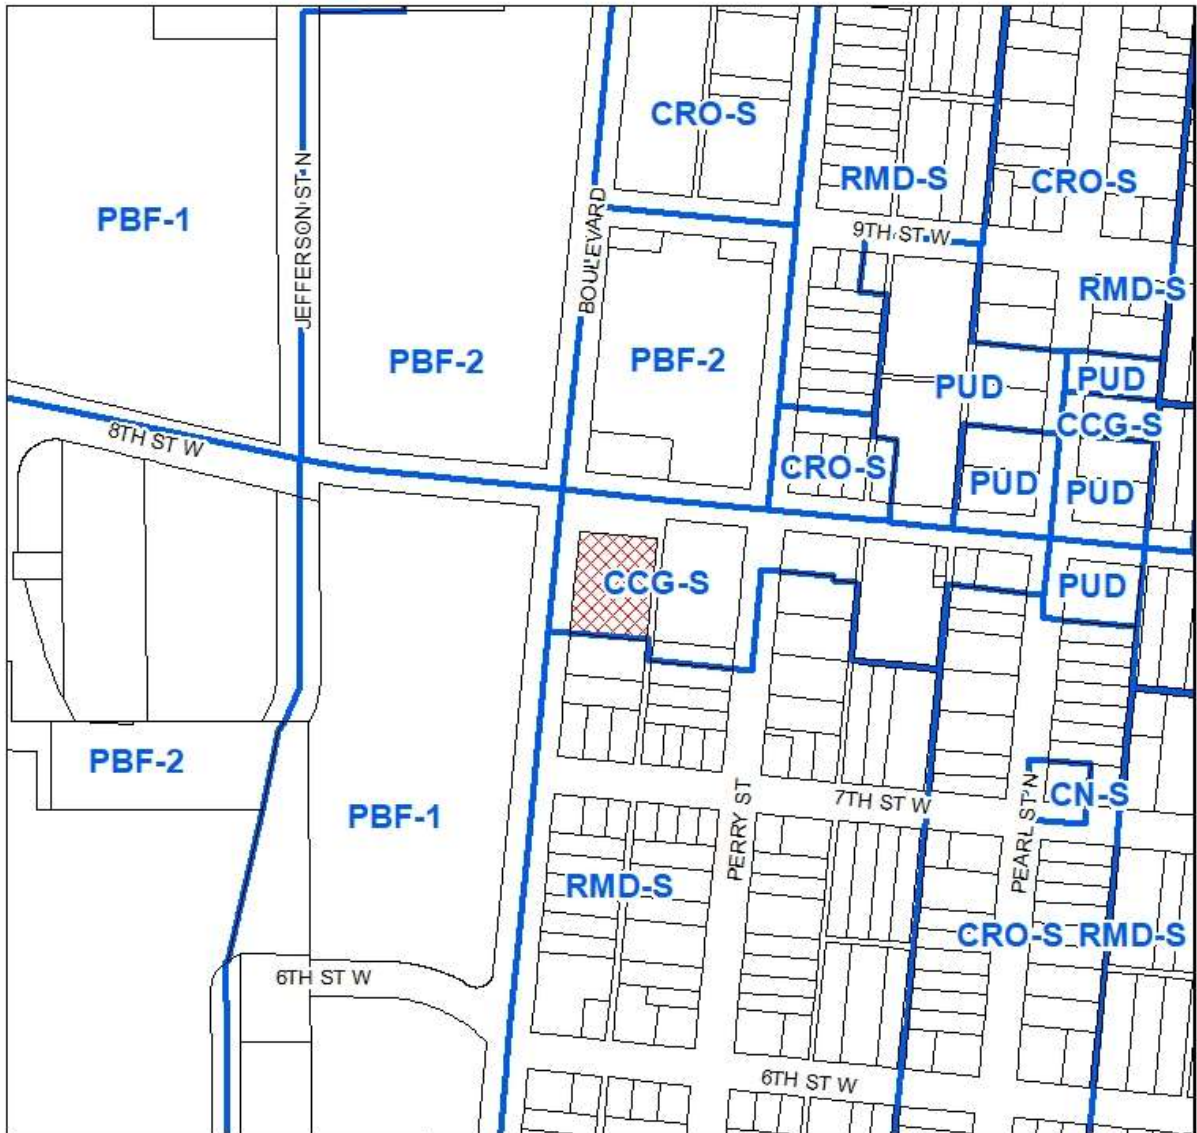 CRO-S
RMD-S
CRO-S
PBF-1
JEFFERSON ST N
BOULEVARD
9TH ST W
RMD-S
PBF-2
PBF-2
PUD
PUD
CCG-S
8TH ST W
CRO-S
PUD
PUD
CCG-S
PUD
PBF-2
PBF-1
PERRY ST
7TH ST W
PEARL ST N
CN-S
RMD-S
CRO-S
RMD-S
6TH ST W
6TH ST W